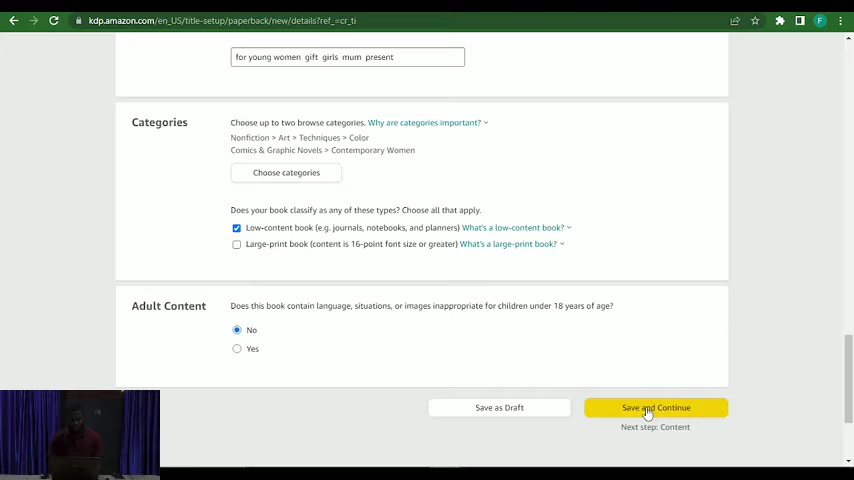 kdp.amazon.com/en_US/title-setup/paperback/new/details?ref_=cr_ti
F
for young women gift girls mum present
Categories
Choose up to two browse categories. Why are categories important?
Nonfiction > Art > Techniques > Color
Comics & Graphic Novels > Contemporary Women
Choose categories
Does your book classify as any of these types? Choose all that apply.
Low-content book (e.g. journals, notebooks, and planners) What's a low-content book?
Large-print book (content is 16-point font size or greater) What's a large-print book?
Adult Content
Does this book contain language, situations, or images inappropriate for children under 18 years of age?
No
Yes
Save as Draft
Save and Continue
Next step: Content